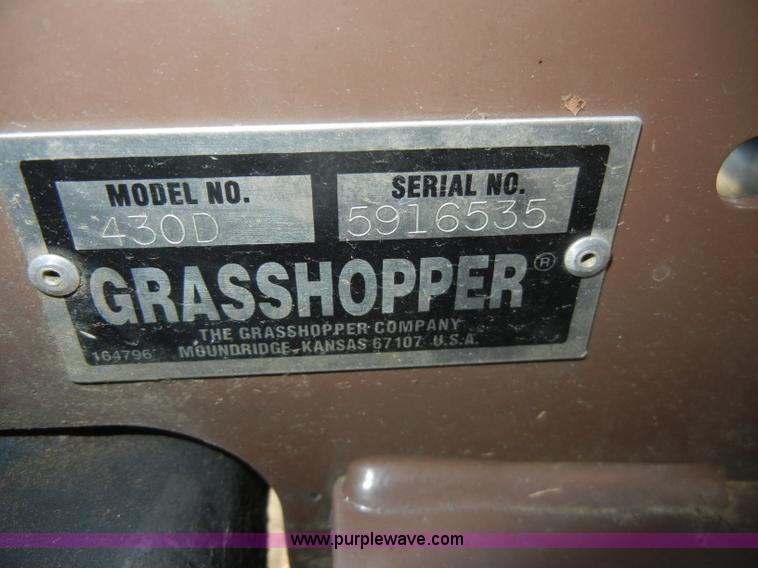 MODEL NO.
430D
SERIAL NO.
5916535
GRASSHOPPER®
THE GRASSHOPPER COMPANY
164796 MOUNDRIDGE, KANSAS 67107 U.S.A.
www.purplewave.com